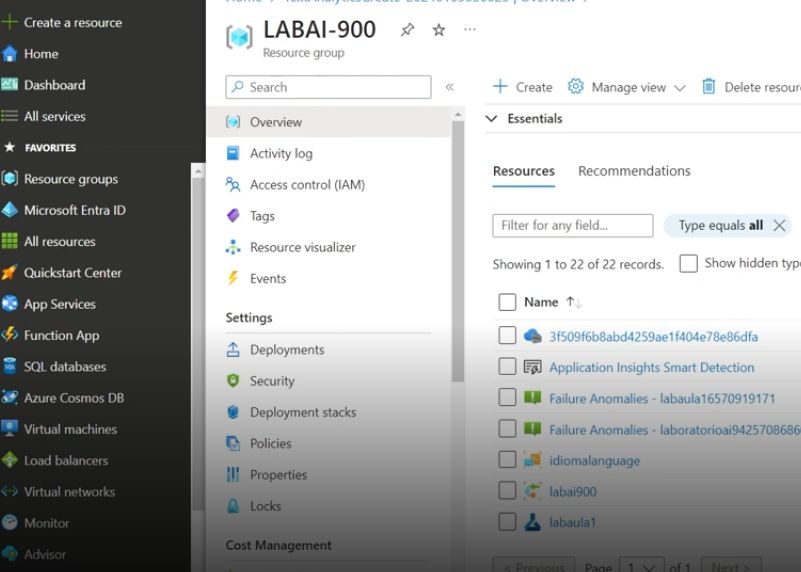 Create a resource
Home
Dashboard
All services
FAVORITES
Resource groups
Microsoft Entra ID
All resources
Quickstart Center
App Services
Function App
SQL databases
Azure Cosmos DB
Virtual machines
Load balancers
Virtual networks
Monitor
Advisor
LABAI-900
Resource group
Search
Overview
Activity log
Access control (IAM)
Tags
Resource visualizer
Events
Settings
Deployments
Security
Deployment stacks
Policies
Properties
Locks
Cost Management
Create
Manage view
Delete resour
Essentials
Resources
Recommendations
Filter for any field...
Type equals all
Showing 1 to 22 of 22 records.
Show hidden type
Name
3f509f6b8abd4259ae1f404e78e86dfa
Application Insights Smart Detection
Failure Anomalies - labaula16570919171
Failure Anomalies - laboratorioai9425708686
idiomalanguage
labai900
labaula1
< Previous
Page
1
of 1
Next >